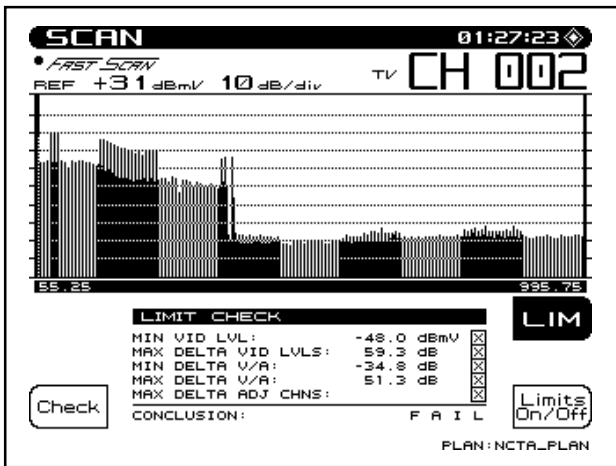 SCAN 01:27:23
FAST SCAN
REF +31 dBmV 10 dB/div TV CH 002
55.25 995.75
LIMIT CHECK
LIM
MIN VID LVL: -48.0 dBmV X
MAX DELTA VID LVLS: 59.3 dB X
MIN DELTA V/A: -34.8 dB X
MAX DELTA V/A: 51.3 dB X
MAX DELTA ADJ CHNS: X
CONCLUSION: F A I L
Check
Limits
On/Off
PLAN:NCTA_PLAN